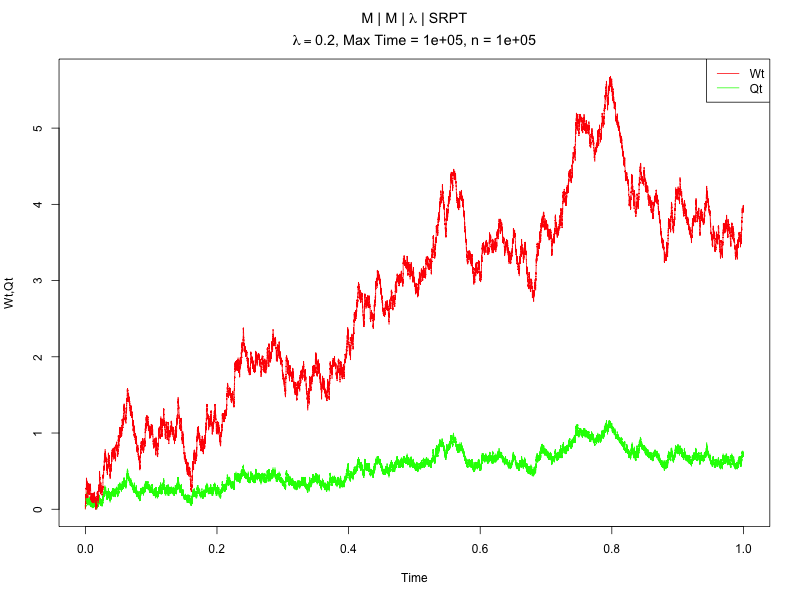 M | M | λ | SRPT
λ = 0.2, Max Time = 1e+05, n = 1e+05
Wt
Qt
Wt,Qt
5
4
3
2
1
0
0.0 0.2 0.4 0.6 0.8 1.0
Time